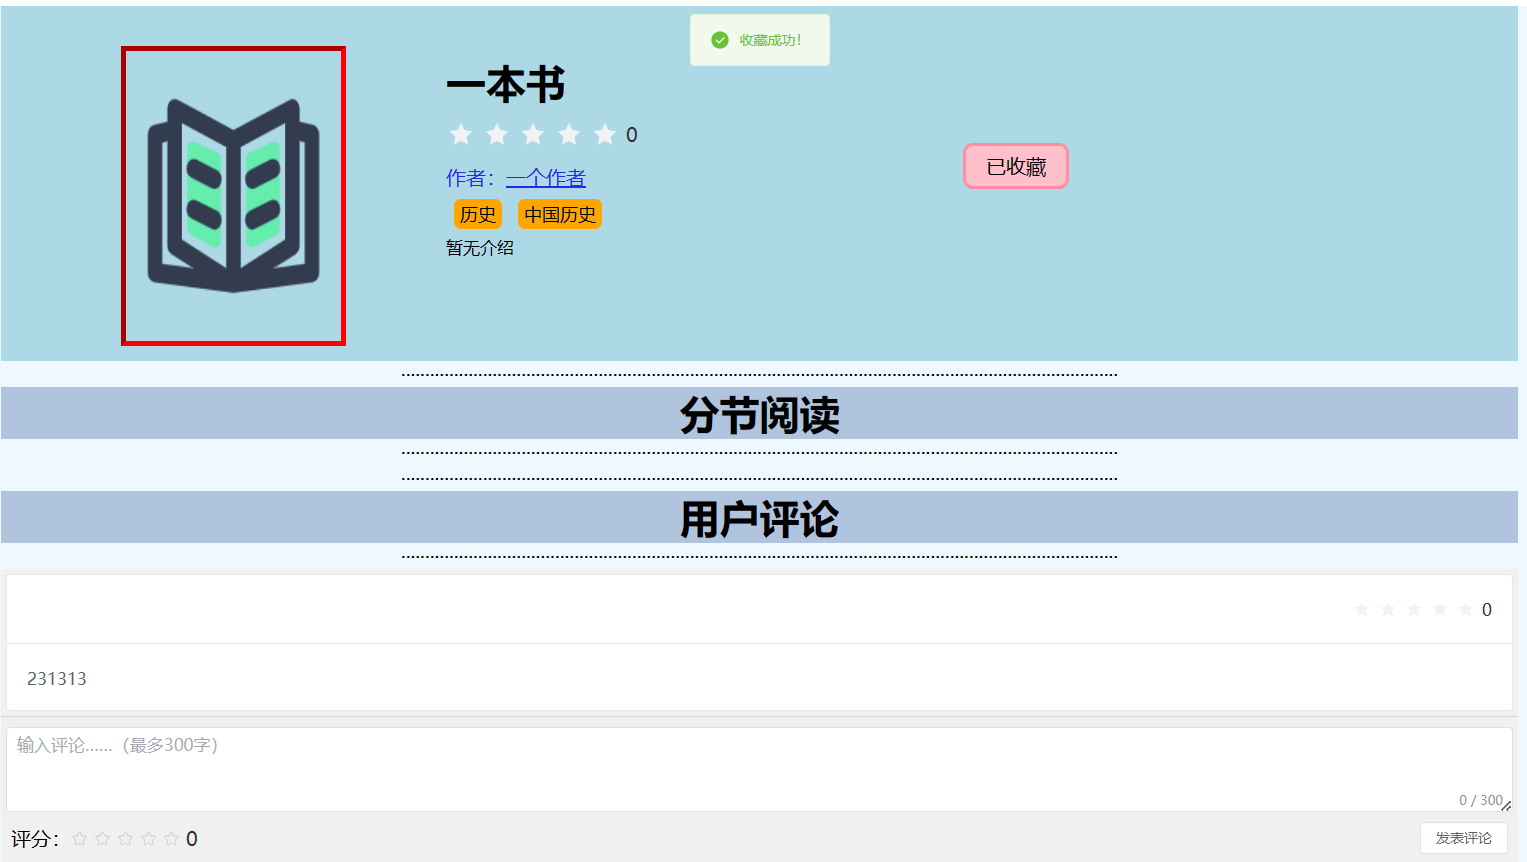 收藏成功！
一本书
0
作者：一个作者
已收藏
历史 中国历史
暂无介绍
分节阅读
用户评论
0
231313
输入评论......（最多300字）
0 / 300
评分： 0
发表评论